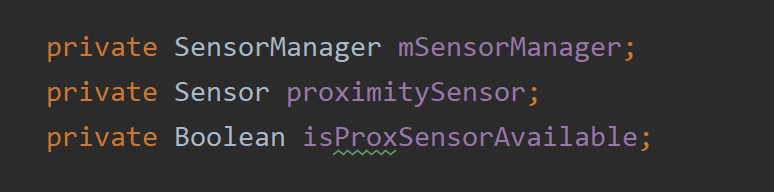 private SensorManager mSensorManager;
private Sensor proximitySensor;
private Boolean isProxSensorAvailable;